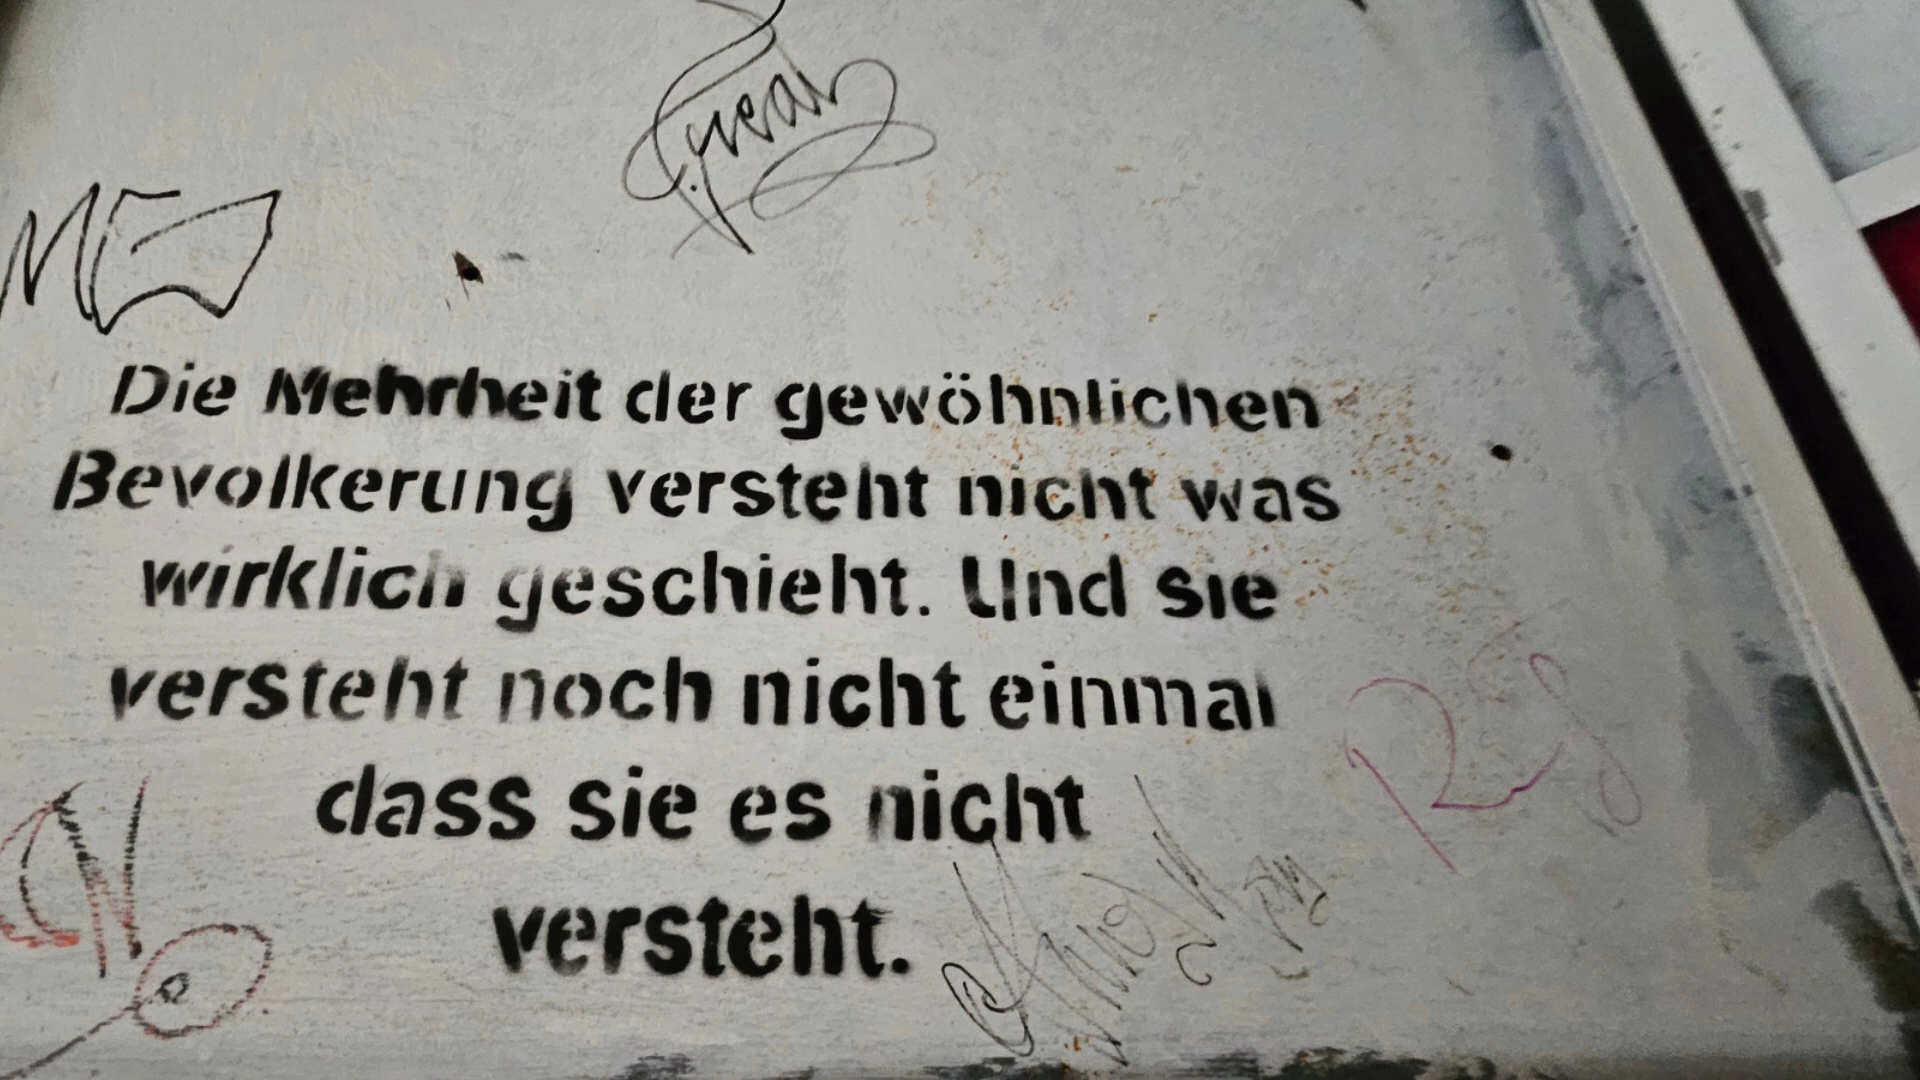 Die Mehrheit der gewöhnlichen
Bevolkerung versteht nicht was
wirklich geschieht. Und sie
versteht noch nicht einmal
dass sie es nicht
versteht.